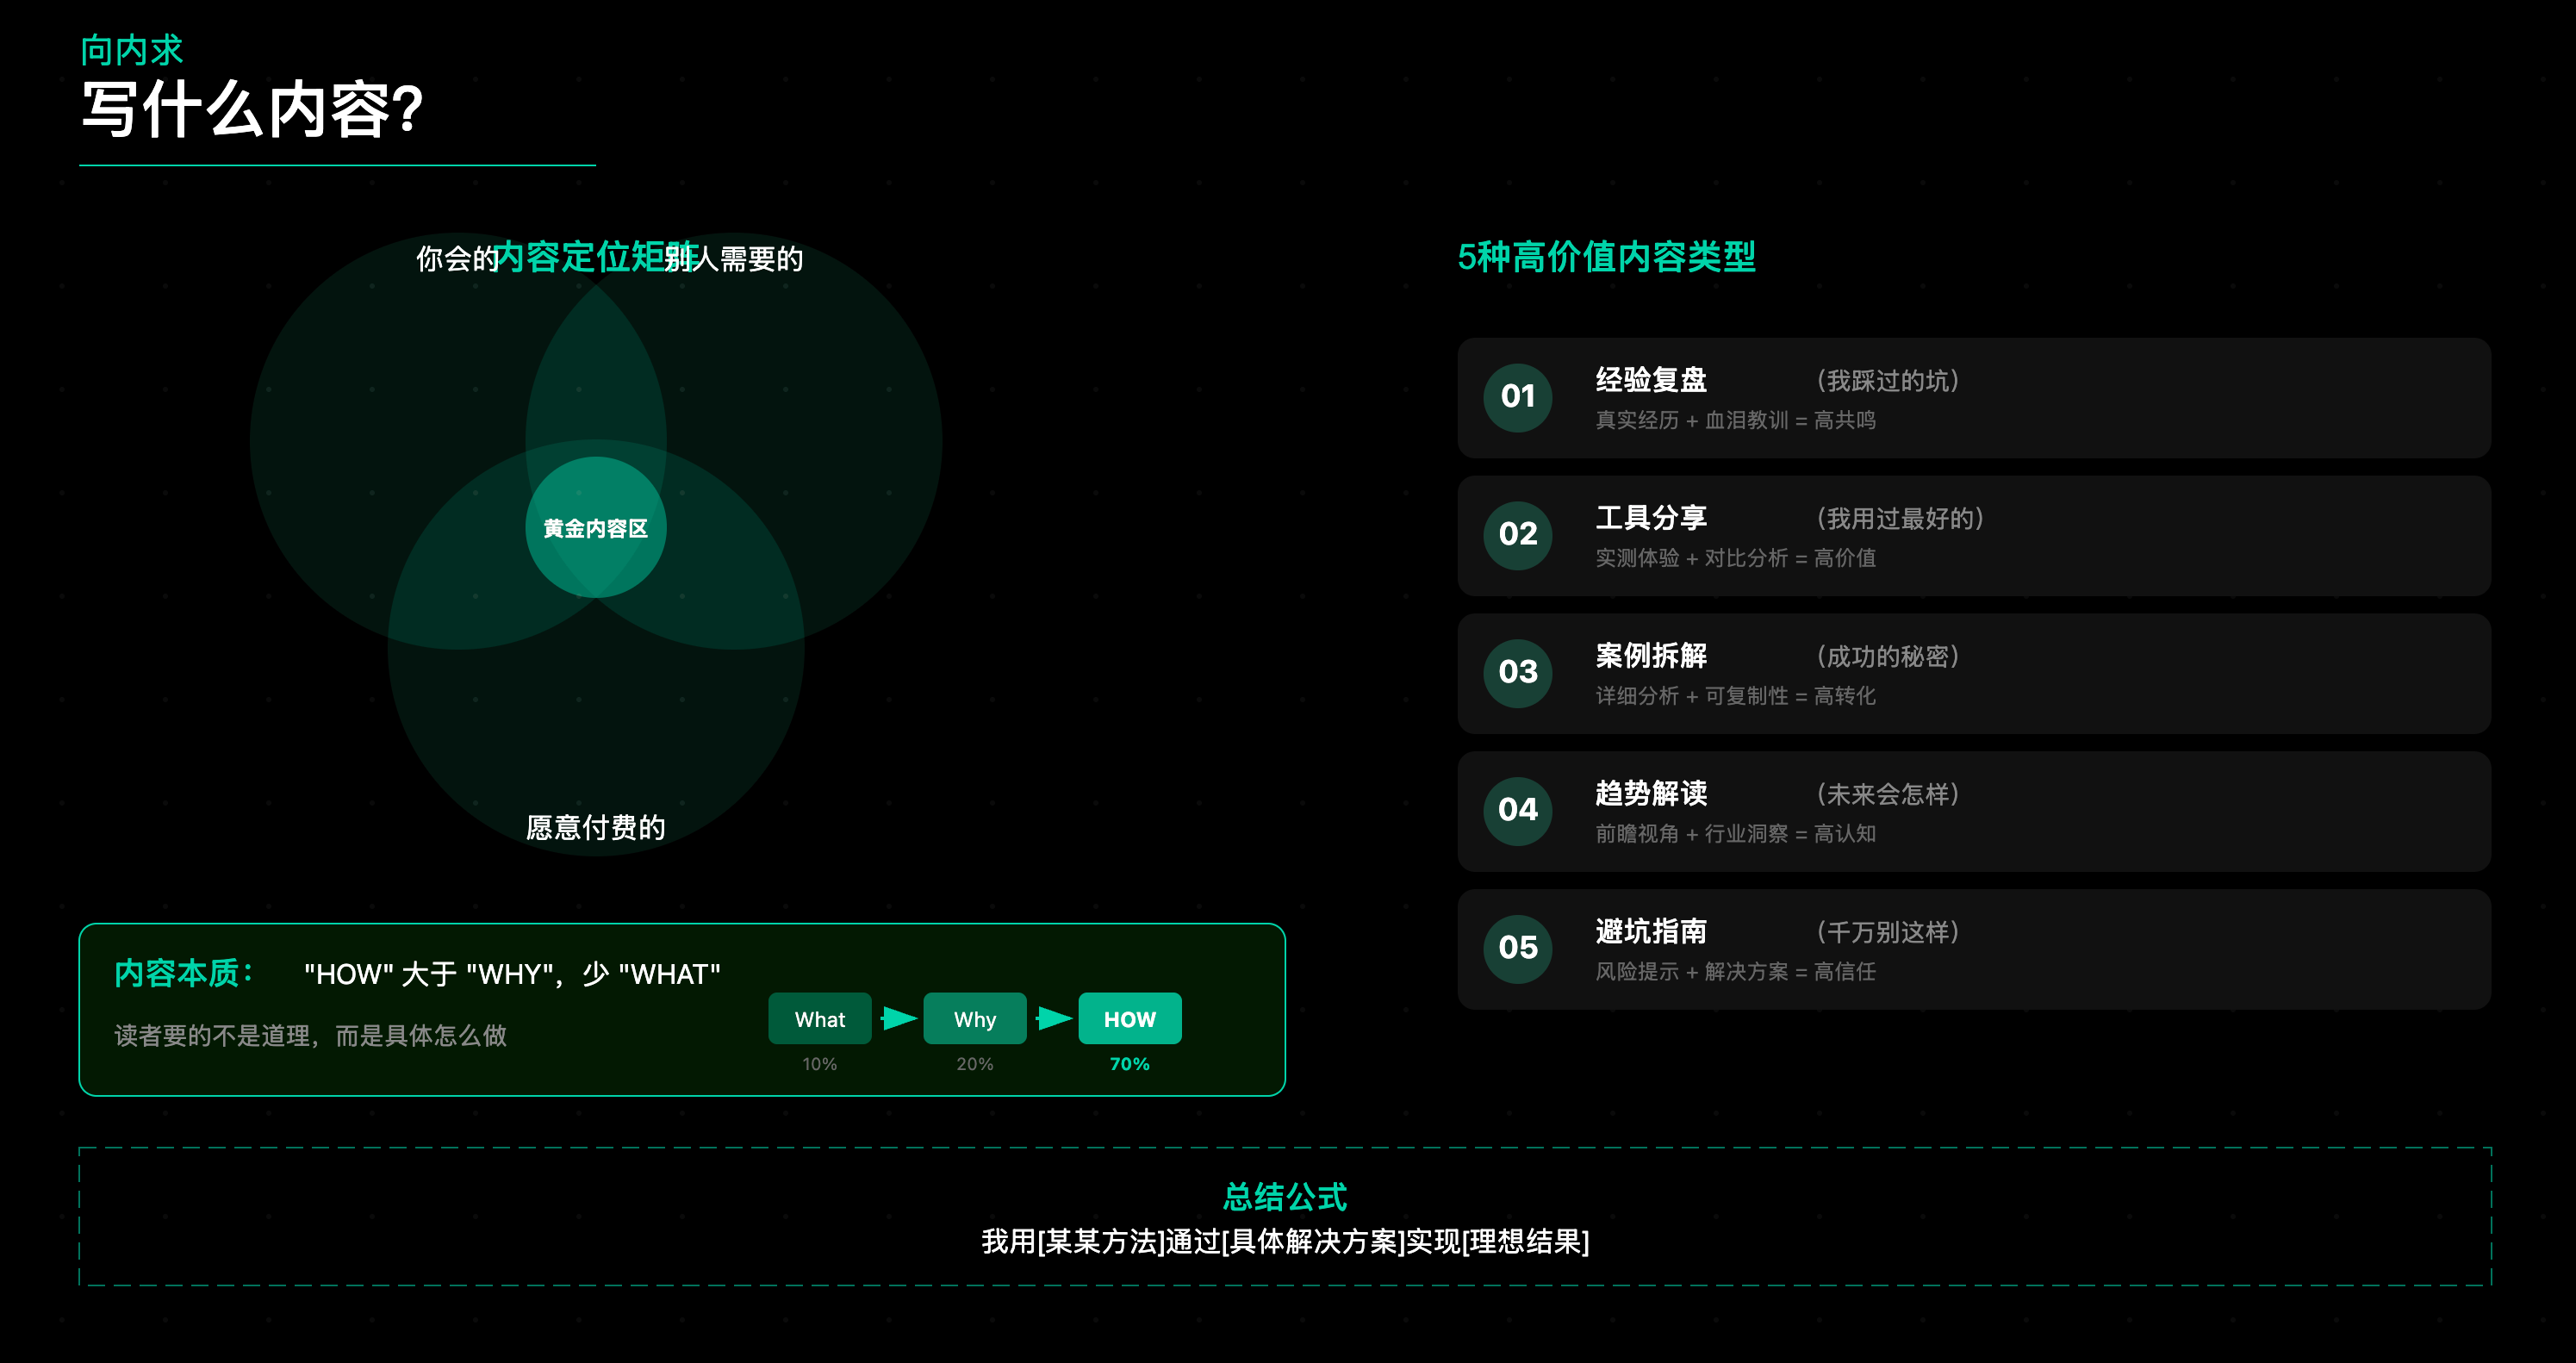 向内求
写什么内容?
内容定位矩阵
你会的
别人需要的
黄金内容区
愿意付费的
内容本质：
"HOW" 大于 "WHY"，少 "WHAT"
读者要的不是道理，而是具体怎么做
What
Why
HOW
10%
20%
70%
5种高价值内容类型
01
经验复盘 （我踩过的坑）
真实经历 + 血泪教训 = 高共鸣
02
工具分享 （我用过最好的）
实测体验 + 对比分析 = 高价值
03
案例拆解 （成功的秘密）
详细分析 + 可复制性 = 高转化
04
趋势解读 （未来会怎样）
前瞻视角 + 行业洞察 = 高认知
05
避坑指南 （千万别这样）
风险提示 + 解决方案 = 高信任
总结公式
我用[某某方法]通过[具体解决方案]实现[理想结果]